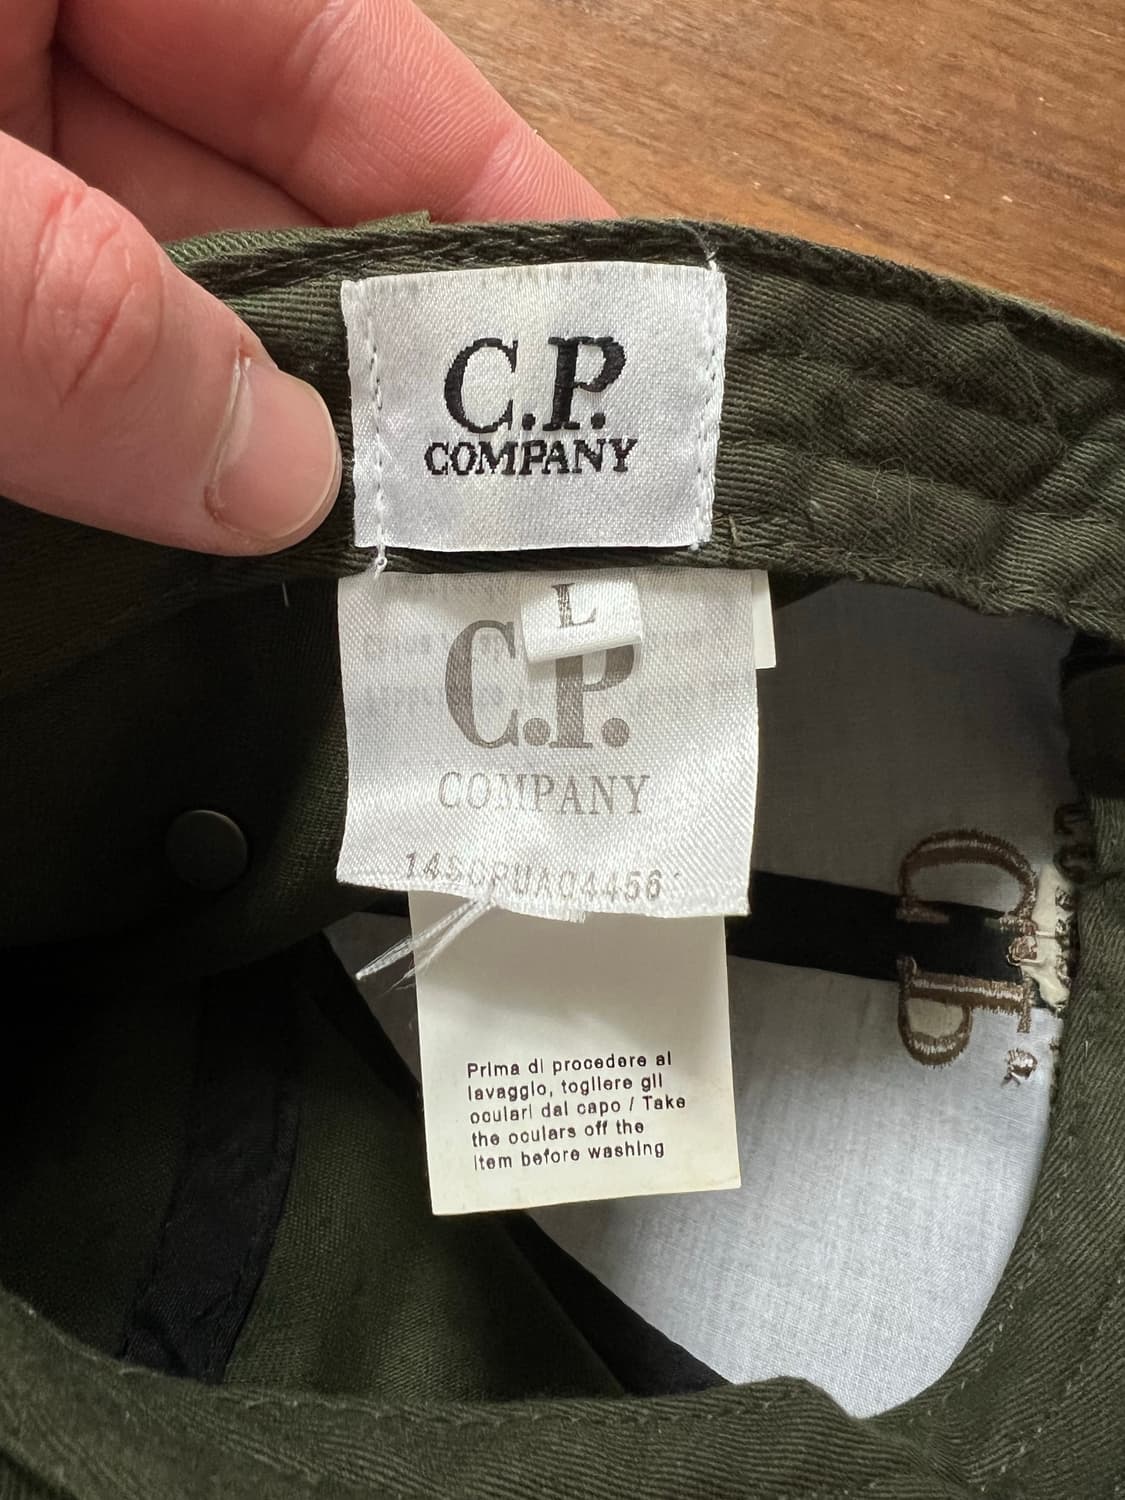 C.P.
COMPANY
L
C.P.
COMPANY
14SCPUA04456
Prima di procedere al
lavaggio, togliere gli
oculari dal capo / Take
the oculars off the
item before washing
C.P.